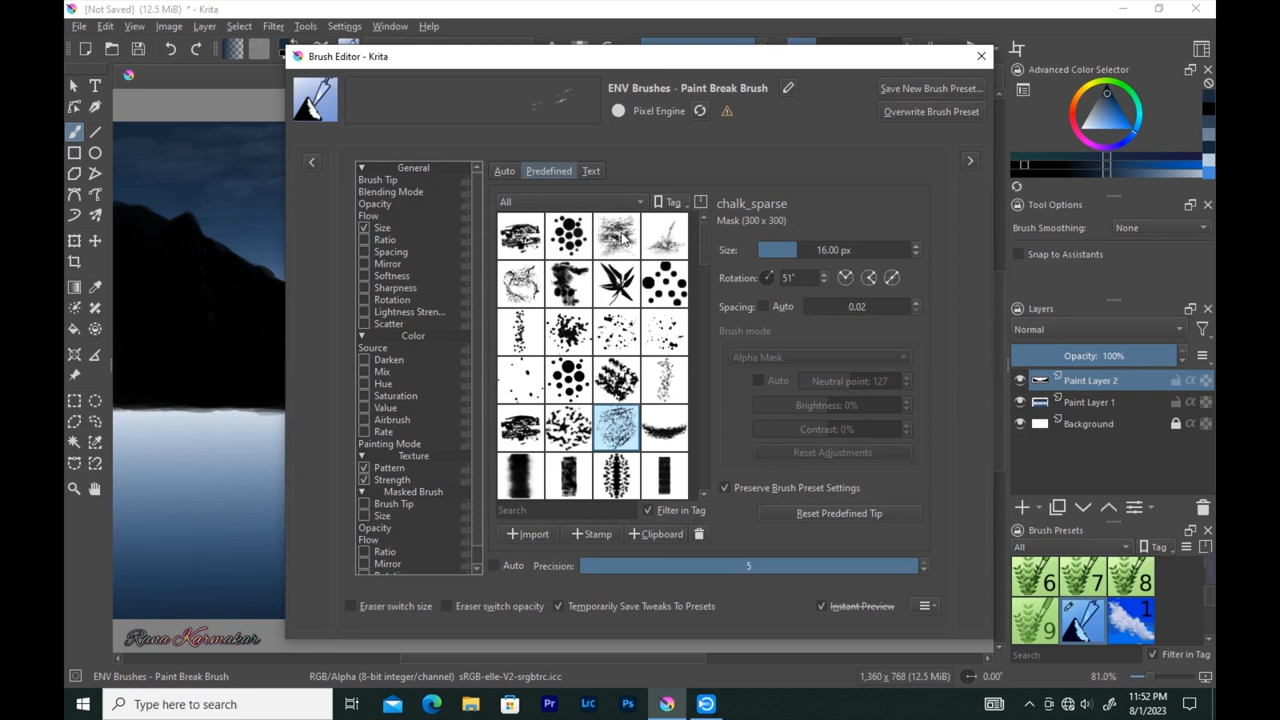 [Not Saved] (12.5 MiB) * - Krita
File Edit View Image Layer Select Filter Tools Settings Window Help
Brush Editor - Krita
ENV Brushes - Paint Break Brush
Save New Brush Preset...
Pixel Engine
Overwrite Brush Preset
General
Brush Tip
Blending Mode
Opacity
Flow
Size
Ratio
Spacing
Mirror
Softness
Sharpness
Rotation
Lightness Stren...
Scatter
Color
Source
Darken
Mix
Hue
Saturation
Value
Airbrush
Rate
Painting Mode
Texture
Pattern
Strength
Masked Brush
Brush Tip
Size
Opacity
Flow
Ratio
Mirror
Auto Predefined Text
All
Tag
chalk_sparse
Mask (300 x 300)
Size: 16.00 px
Rotation: 51°
Spacing: Auto 0.02
Brush mode
Alpha Mask
Auto Neutral point: 127
Brightness: 0%
Contrast: 0%
Reset Adjustments
Preserve Brush Preset Settings
Reset Predefined Tip
Search
Filter in Tag
Import Stamp Clipboard
Auto Precision: 5
Eraser switch size Eraser switch opacity Temporarily Save Tweaks To Presets Instant Preview
Advanced Color Selector
Tool Options
Brush Smoothing: None
Snap to Assistants
Layers
Normal
Opacity: 100%
Paint Layer 2
Paint Layer 1
Background
Brush Presets
All
Tag
6 7 8
9 1
Search
Filter in Tag
Rana Karmakar
ENV Brushes - Paint Break Brush
RGB/Alpha (8-bit integer/channel) sRGB-elle-V2-srgbtrc.icc
1,360 x 768 (12.5 MiB)
0.00°
81.0%
Type here to search
Pr
Lrc
Ps
11:52 PM
8/1/2023